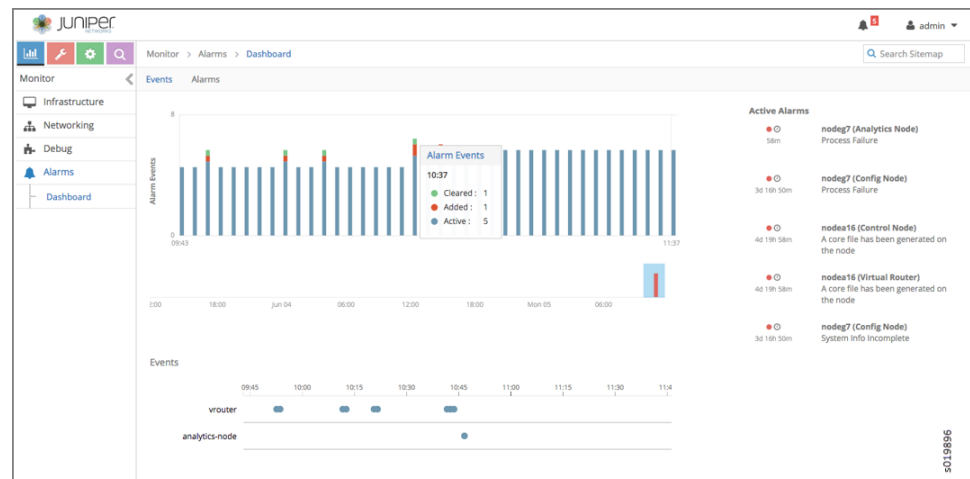 JUNIPER
NETWORKS
5
admin
Monitor > Alarms > Dashboard
Search Sitemap
Monitor
Events Alarms
Infrastructure
Networking
Debug
Alarms
Dashboard
8
Alarm Events
0
09:43
11:37
Alarm Events
10:37
Cleared : 1
Added : 1
Active : 5
Active Alarms
58m
nodeg7 (Analytics Node)
Process Failure
3d 16h 50m
nodeg7 (Config Node)
Process Failure
4d 19h 58m
nodea16 (Control Node)
A core file has been generated on
the node
4d 19h 58m
nodea16 (Virtual Router)
A core file has been generated on
the node
3d 16h 50m
nodeg7 (Config Node)
System Info Incomplete
2:00 18:00 Jun 04 06:00 12:00 18:00 Mon 05 06:00
Events
09:45 10:00 10:15 10:30 10:45 11:00 11:15 11:30 11:4
vrouter
analytics-node
s019896